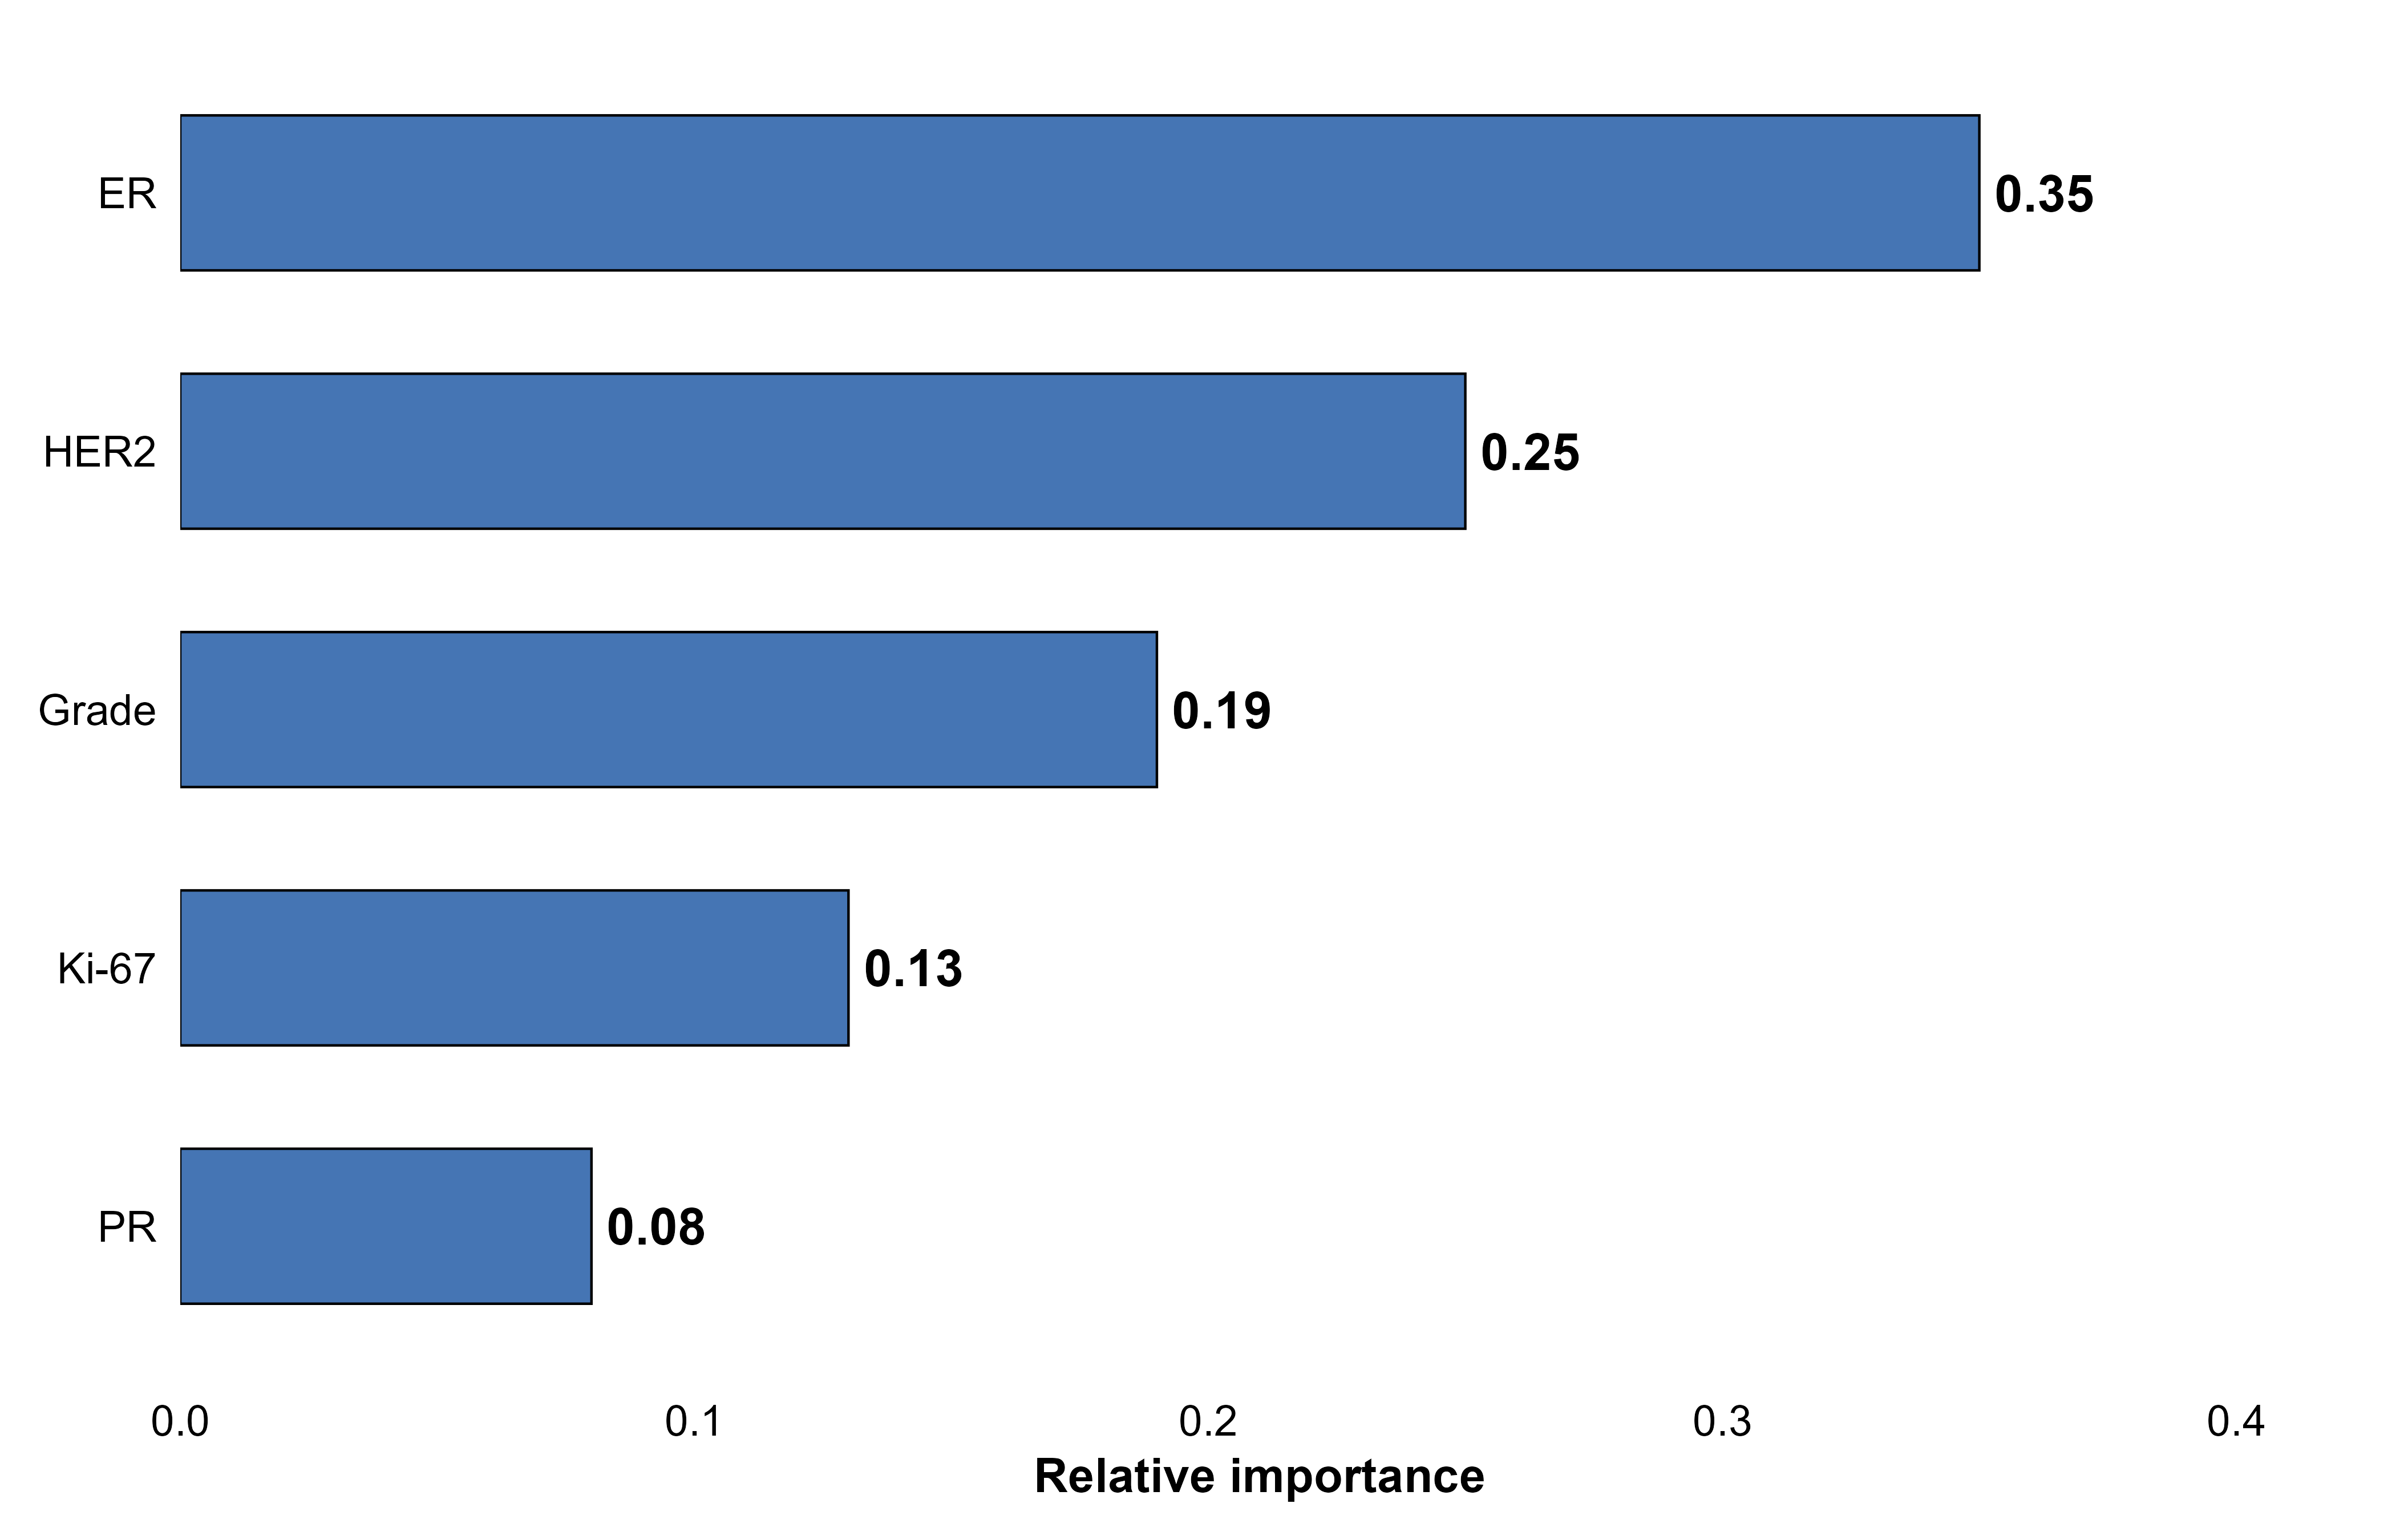 ER 0.35
HER2 0.25
Grade 0.19
Ki-67 0.13
PR 0.08
0.0 0.1 0.2 0.3 0.4
Relative importance